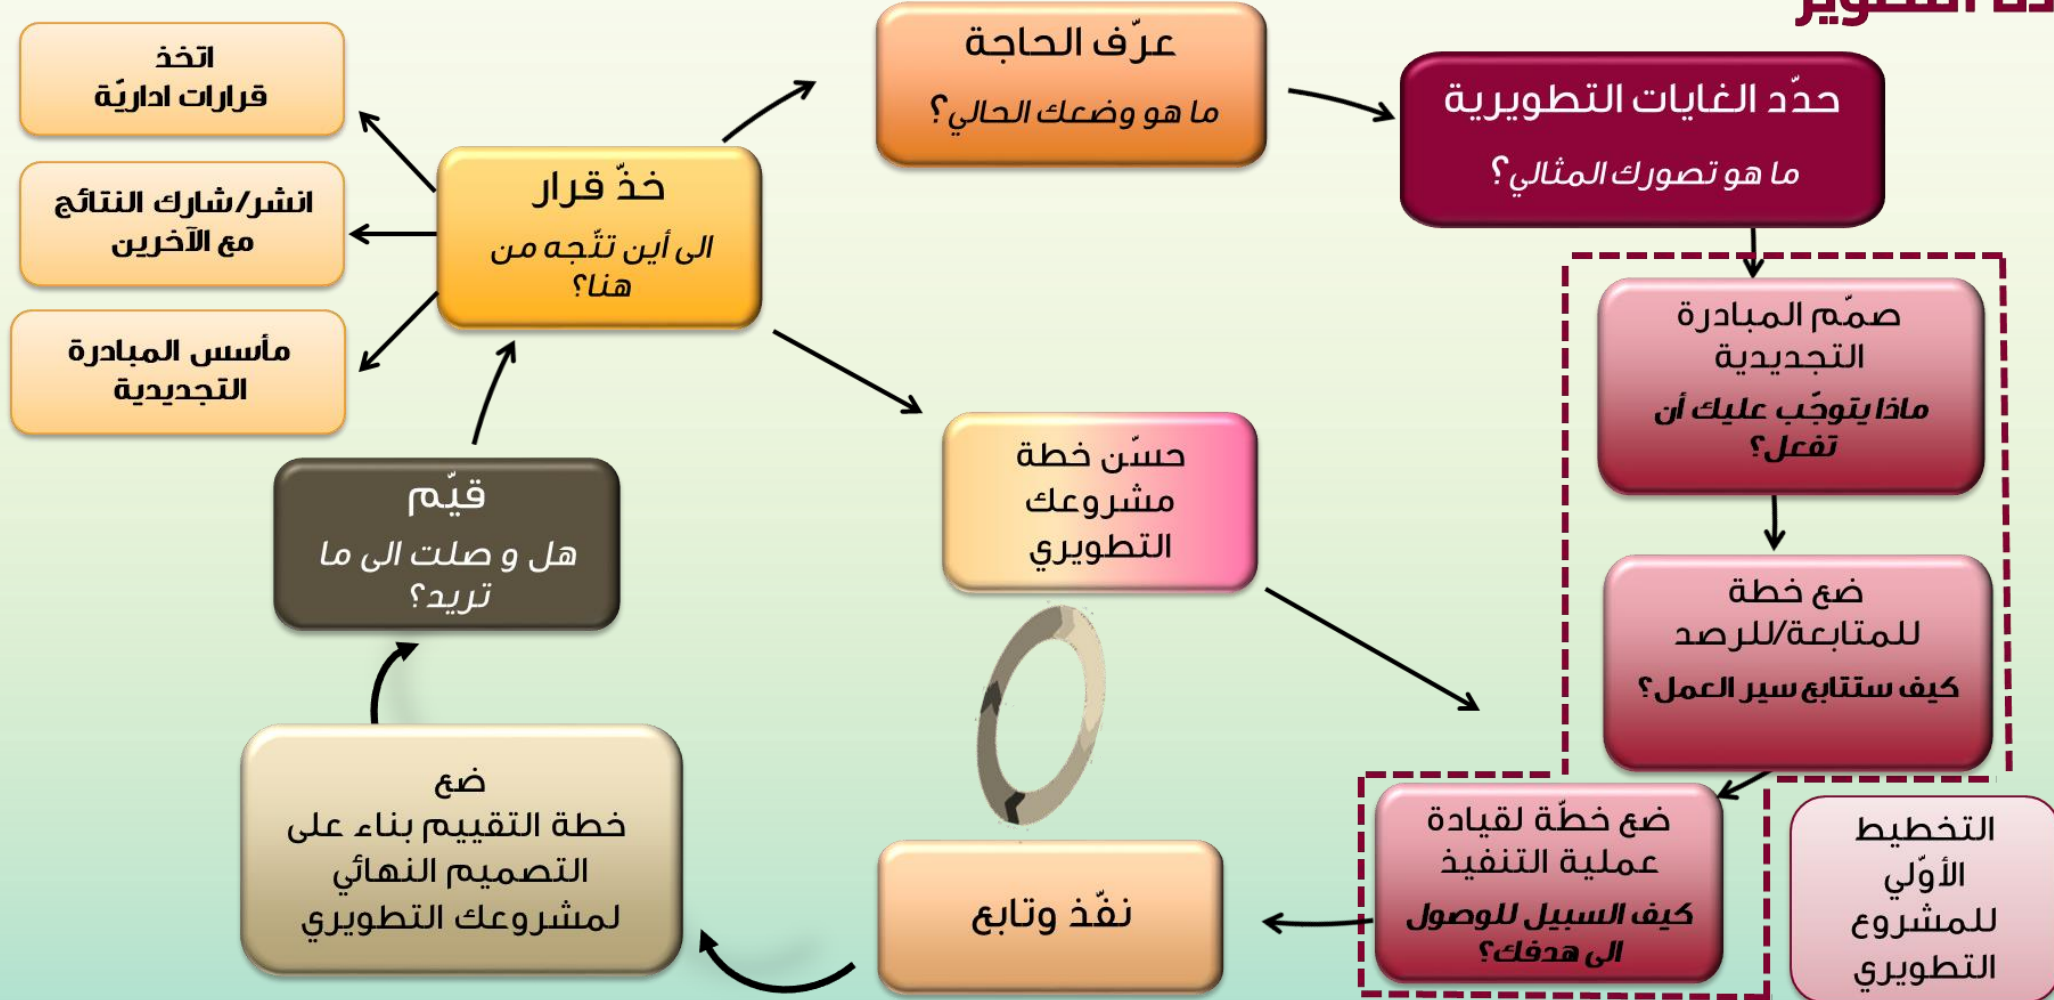 التطوير
عرّف الحاجة
ما هو وضعك الحالي؟
حدّد الغايات التطويرية
ما هو تصورك المثالي؟
صمّم المبادرة
التجديدية
ماذا يتوجّب عليك أن
تفعل؟
ضع خطة
للمتابعة/للرصد
كيف ستتابع سير العمل؟
ضع خطّة لقيادة
عملية التنفيذ
كيف السبيل للوصول
الى هدفك؟
التخطيط
الأوّلي
للمشروع
التطويري
نفّذ وتابع
ضع
خطة التقييم بناء على
التصميم النهائي
لمشروعك التطويري
قيّم
هل و صلت الى ما
تريد؟
خذّ قرار
الى أين تتّجه من
هنا؟
اتخذ
قرارات اداريّة
انشر/شارك النتائج
مع الآخرين
مأسس المبادرة
التجديدية
حسّن خطة
مشروعك
التطويري